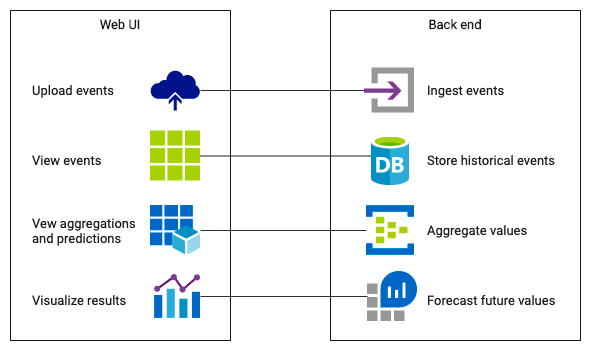 Web UI
Back end
Upload events
Ingest events
View events
DB
Store historical events
Vew aggregations
and predictions
Aggregate values
Visualize results
Forecast future values